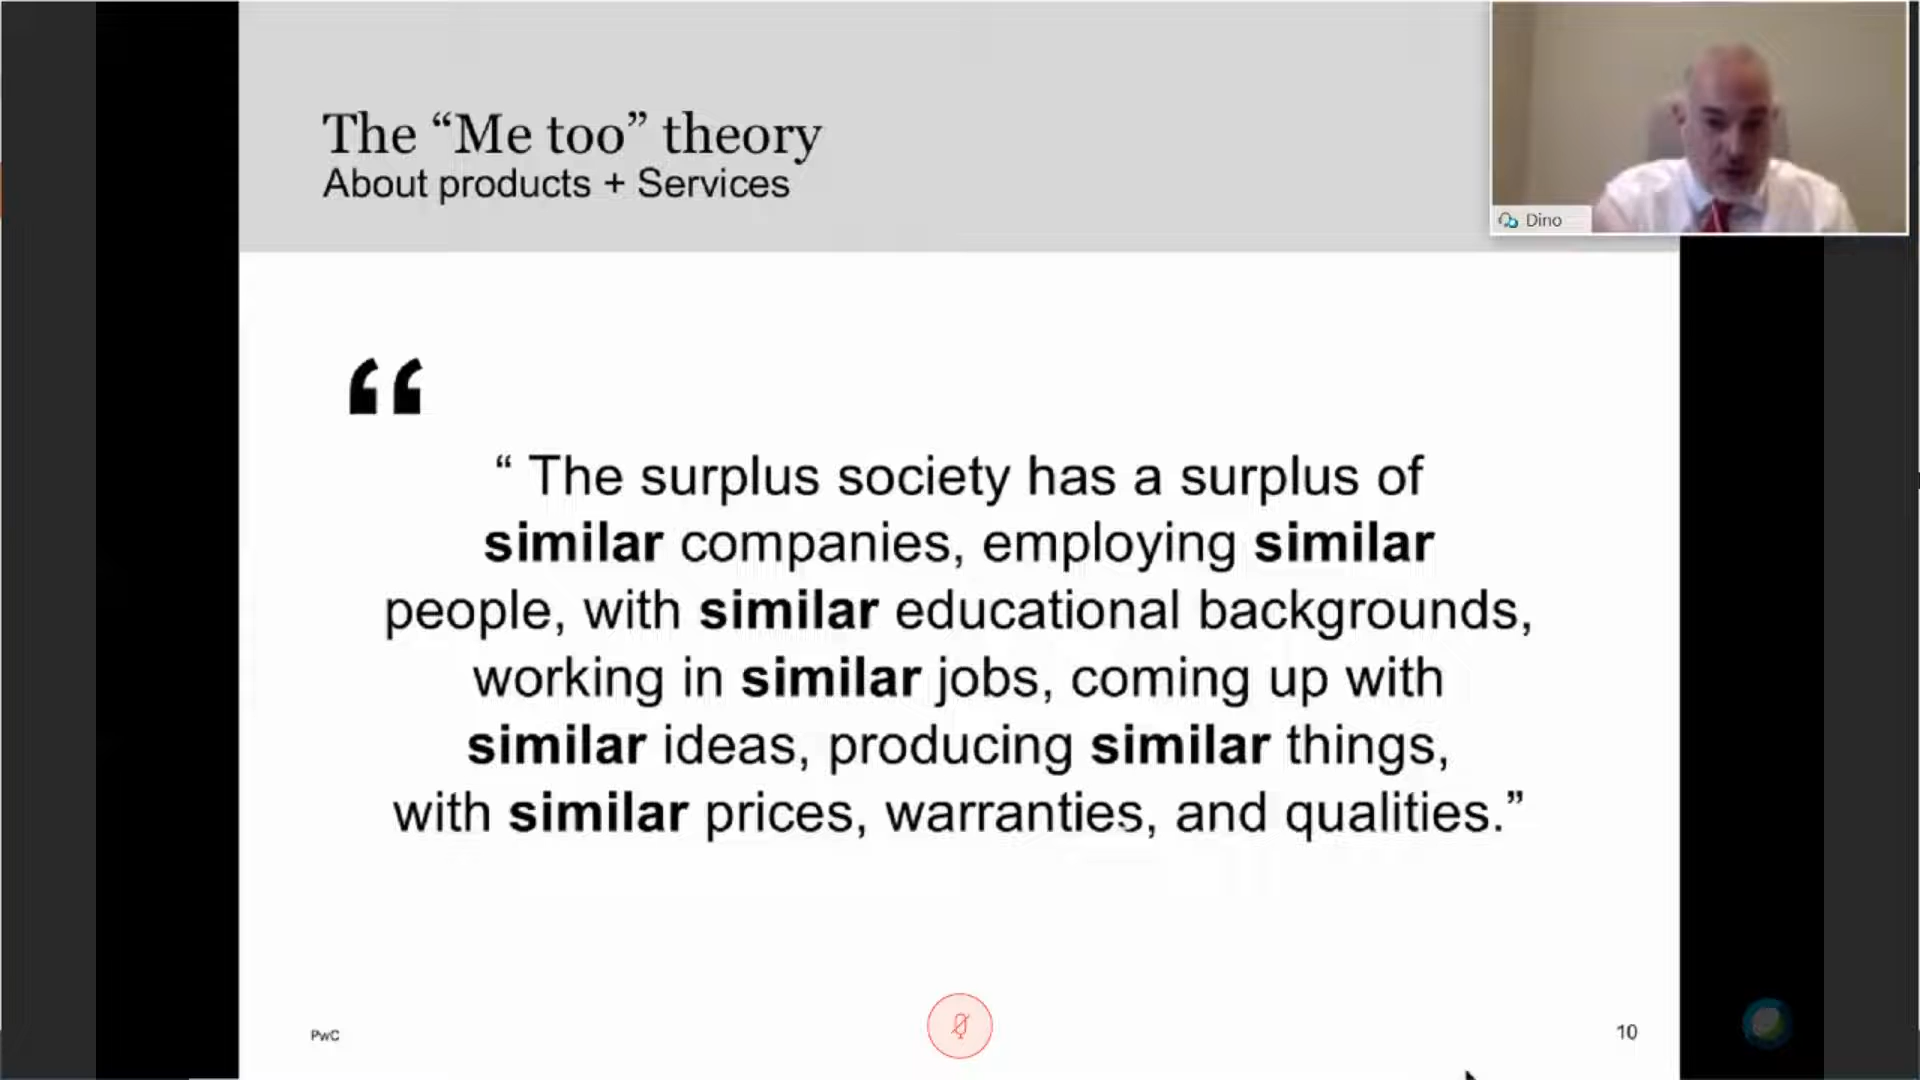 The “Me too” theory
About products + Services
Dino
“
“ The surplus society has a surplus of
similar companies, employing similar
people, with similar educational backgrounds,
working in similar jobs, coming up with
similar ideas, producing similar things,
with similar prices, warranties, and qualities.”
PwC
10